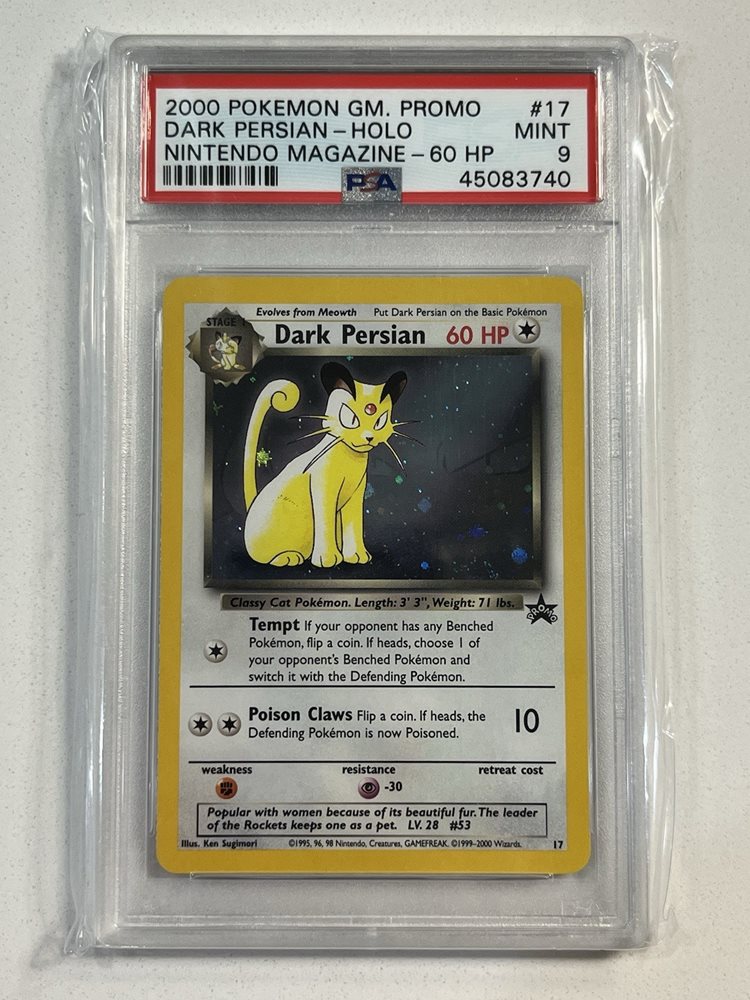 2000 POKEMON GM. PROMO #17
DARK PERSIAN - HOLO MINT
NINTENDO MAGAZINE - 60 HP 9
PSA 45083740
Evolves from Meowth Put Dark Persian on the Basic Pokémon
STAGE 1
Dark Persian 60 HP
Classy Cat Pokémon. Length: 3' 3", Weight: 71 lbs.
PROMO
Tempt If your opponent has any Benched
Pokémon, flip a coin. If heads, choose 1 of
your opponent's Benched Pokémon and
switch it with the Defending Pokémon.
Poison Claws Flip a coin. If heads, the
Defending Pokémon is now Poisoned.
10
weakness resistance retreat cost
-30
Popular with women because of its beautiful fur. The leader
of the Rockets keeps one as a pet. LV. 28 #53
Illus. Ken Sugimori ©1995, 96, 98 Nintendo, Creatures, GAMEFREAK. ©1999-2000 Wizards. 17